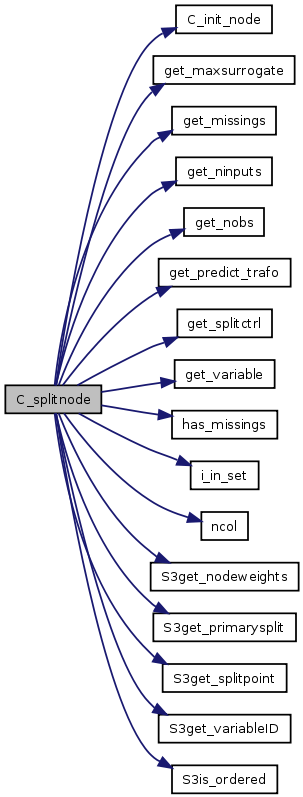 C_init_node
get_maxsurrogate
get_missings
get_ninputs
get_nobs
get_predict_trafo
get_splitctrl
get_variable
C_splitnode
has_missings
i_in_set
ncol
S3get_nodeweights
S3get_primarysplit
S3get_splitpoint
S3get_variableID
S3is_ordered